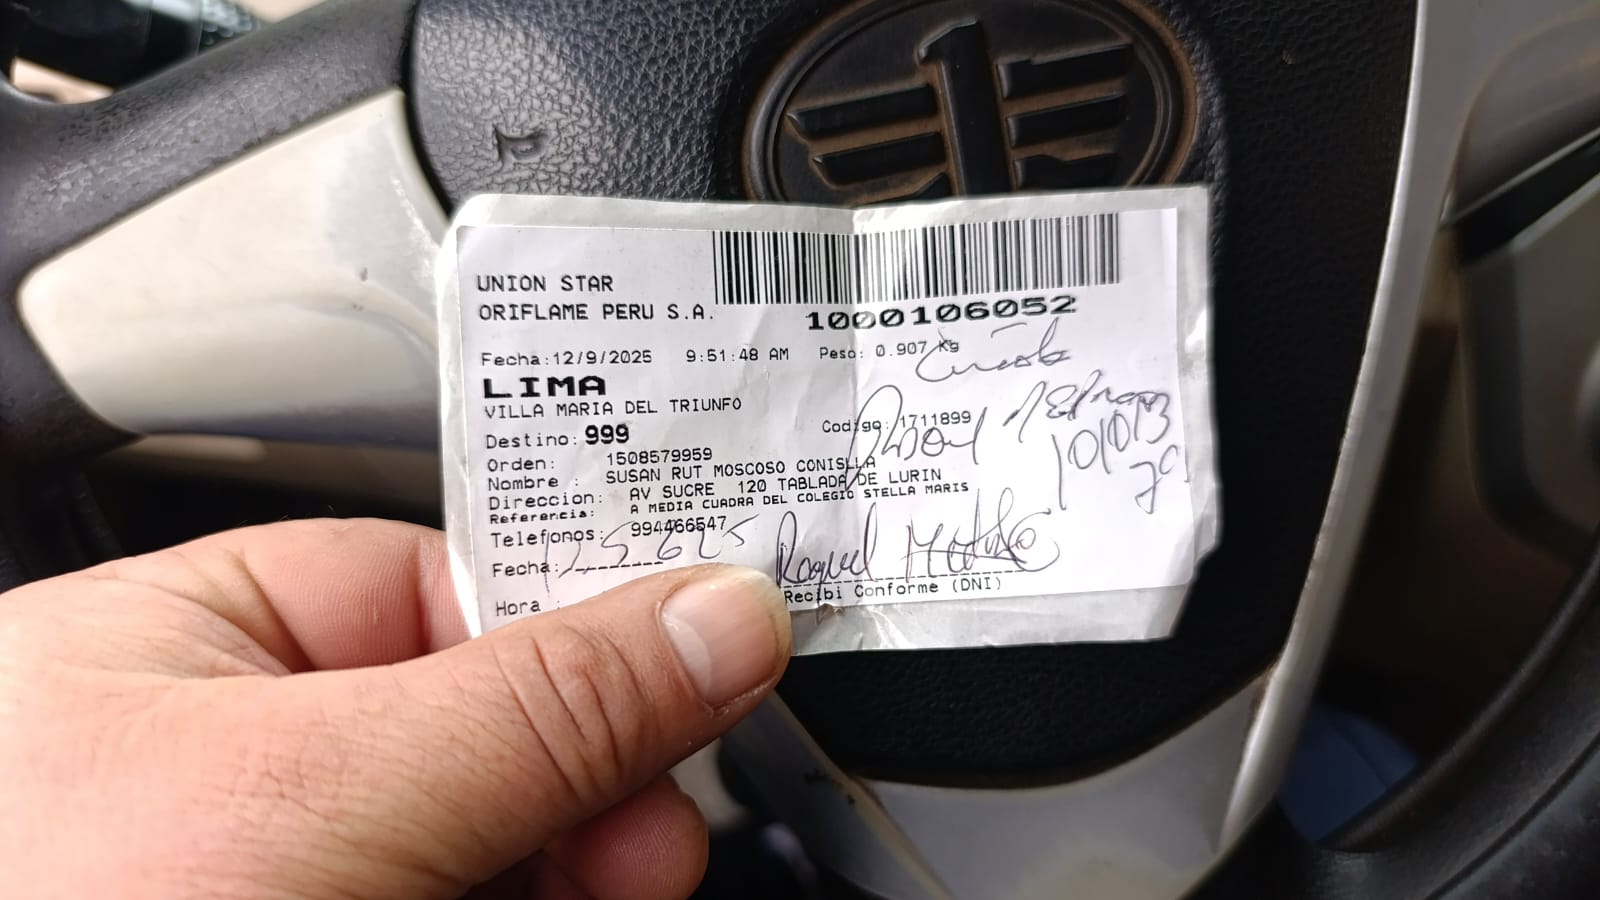 UNION STAR
ORIFLAME PERU S.A.
1000106052
Fecha:12/9/2025 9:51:48 AM Peso: 0.907 Kg
LIMA
VILLA MARIA DEL TRIUNFO
Codigo: 1711899
Destino: 999
Orden: 1508579959
Nombre : SUSAN RUT MOSCOSO CONISLLA
Direccion: AV SUCRE 120 TABLADA DE LURIN
Referencia: A MEDIA CUADRA DEL COLEGIO STELLA MARIS
Telefonos: 994466547
Fecha:
Raquel
Recibi Conforme (DNI)
Hora :